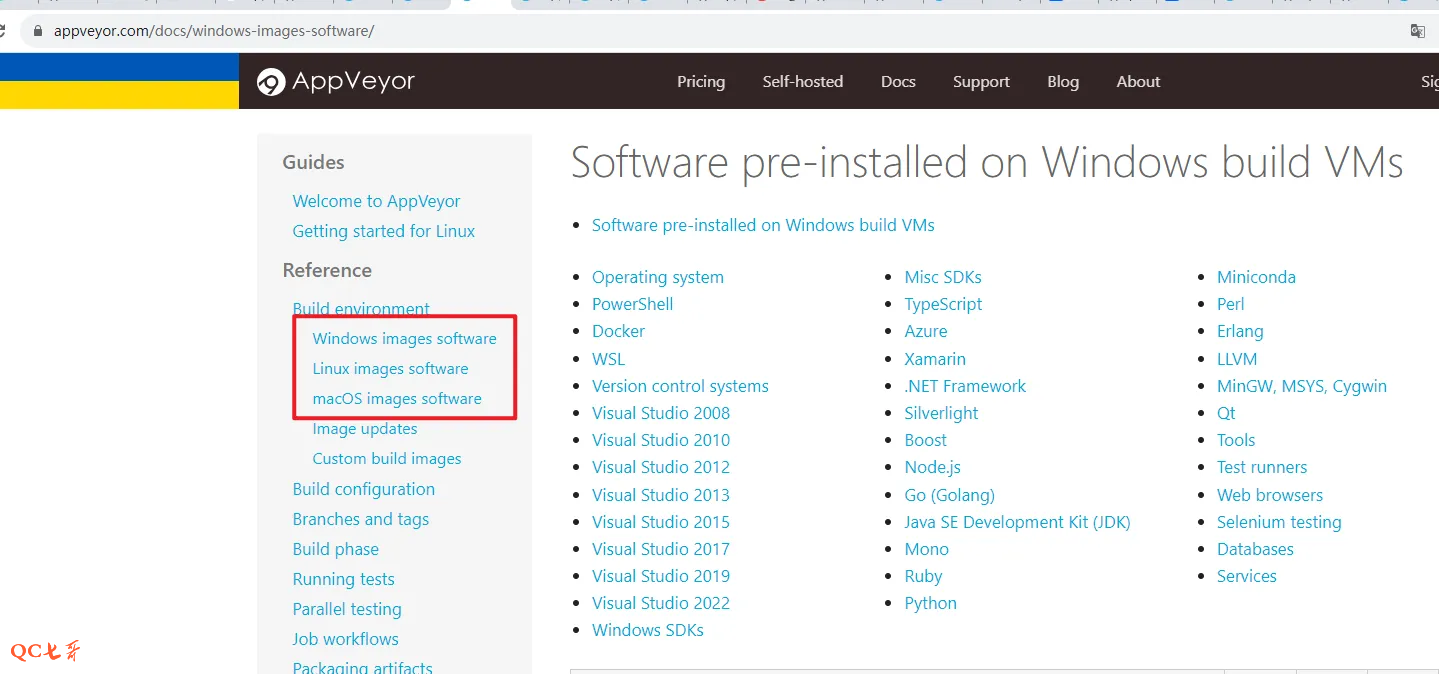 appveyor.com/docs/windows-images-software/
AppVeyor
Pricing
Self-hosted
Docs
Support
Blog
About
Guides
Welcome to AppVeyor
Getting started for Linux
Reference
Build environment
Windows images software
Linux images software
macOS images software
Image updates
Custom build images
Build configuration
Branches and tags
Build phase
Running tests
Parallel testing
Job workflows
Packaging artifacts
Software pre-installed on Windows build VMs
Software pre-installed on Windows build VMs
Operating system
PowerShell
Docker
WSL
Version control systems
Visual Studio 2008
Visual Studio 2010
Visual Studio 2012
Visual Studio 2013
Visual Studio 2015
Visual Studio 2017
Visual Studio 2019
Visual Studio 2022
Windows SDKs
Misc SDKs
TypeScript
Azure
Xamarin
.NET Framework
Silverlight
Boost
Node.js
Go (Golang)
Java SE Development Kit (JDK)
Mono
Ruby
Python
Miniconda
Perl
Erlang
LLVM
MinGW, MSYS, Cygwin
Qt
Tools
Test runners
Web browsers
Selenium testing
Databases
Services
QC七哥